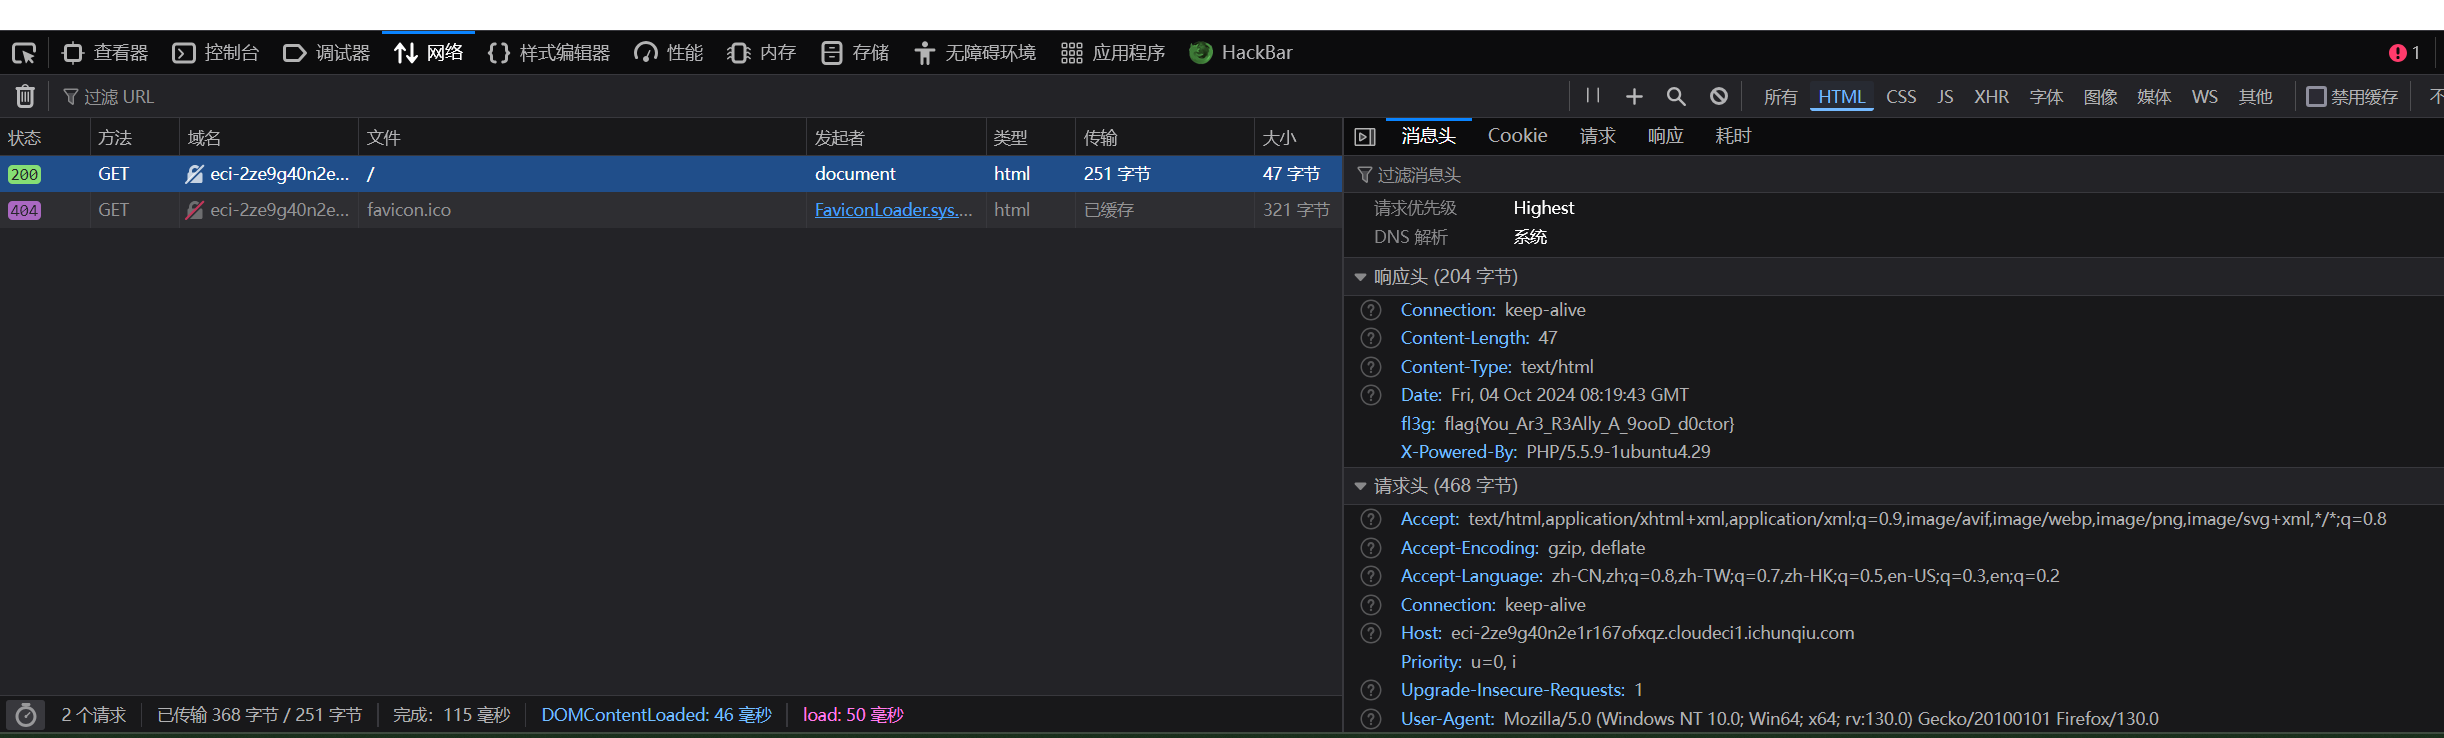 查看器 控制台 调试器 网络 样式编辑器 性能 内存 存储 无障碍环境 应用程序 HackBar 1
过滤 URL 所有 HTML CSS JS XHR 字体 图像 媒体 WS 其他 禁用缓存
状态 方法 域名 文件 发起者 类型 传输 大小
200 GET eci-2ze9g40n2e... / document html 251 字节 47 字节
404 GET eci-2ze9g40n2e... favicon.ico FaviconLoader.sys.... html 已缓存 321 字节
消息头 Cookie 请求 响应 耗时
过滤消息头
请求优先级 Highest
DNS 解析 系统
响应头 (204 字节)
Connection: keep-alive
Content-Length: 47
Content-Type: text/html
Date: Fri, 04 Oct 2024 08:19:43 GMT
fl3g: flag{You_Ar3_R3Ally_A_9ooD_d0ctor}
X-Powered-By: PHP/5.5.9-1ubuntu4.29
请求头 (468 字节)
Accept: text/html,application/xhtml+xml,application/xml;q=0.9,image/avif,image/webp,image/png,image/svg+xml,*/*;q=0.8
Accept-Encoding: gzip, deflate
Accept-Language: zh-CN,zh;q=0.8,zh-TW;q=0.7,zh-HK;q=0.5,en-US;q=0.3,en;q=0.2
Connection: keep-alive
Host: eci-2ze9g40n2e1r167ofxqz.cloudeci1.ichunqiu.com
Priority: u=0, i
Upgrade-Insecure-Requests: 1
User-Agent: Mozilla/5.0 (Windows NT 10.0; Win64; x64; rv:130.0) Gecko/20100101 Firefox/130.0
2 个请求 已传输 368 字节 / 251 字节 完成：115 毫秒 DOMContentLoaded: 46 毫秒 load: 50 毫秒